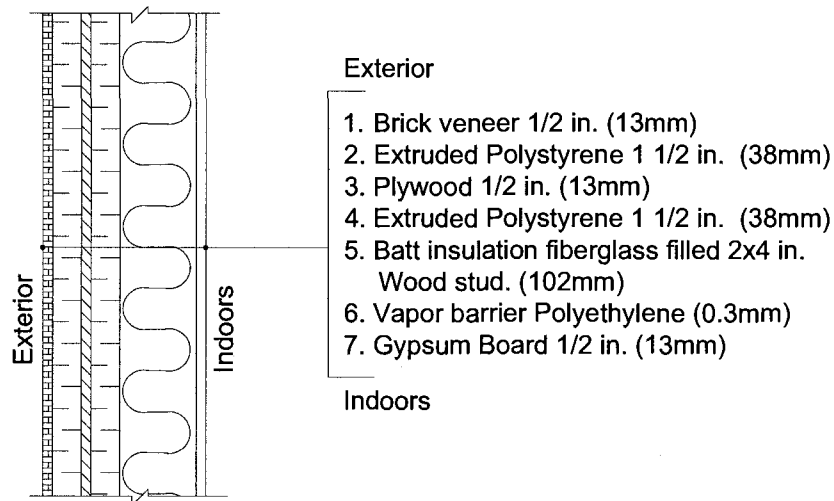 Exterior
1. Brick veneer 1/2 in. (13mm)
2. Extruded Polystyrene 1 1/2 in. (38mm)
3. Plywood 1/2 in. (13mm)
4. Extruded Polystyrene 1 1/2 in. (38mm)
5. Batt insulation fiberglass filled 2x4 in.
Wood stud. (102mm)
6. Vapor barrier Polyethylene (0.3mm)
7. Gypsum Board 1/2 in. (13mm)
Indoors
Exterior
Indoors